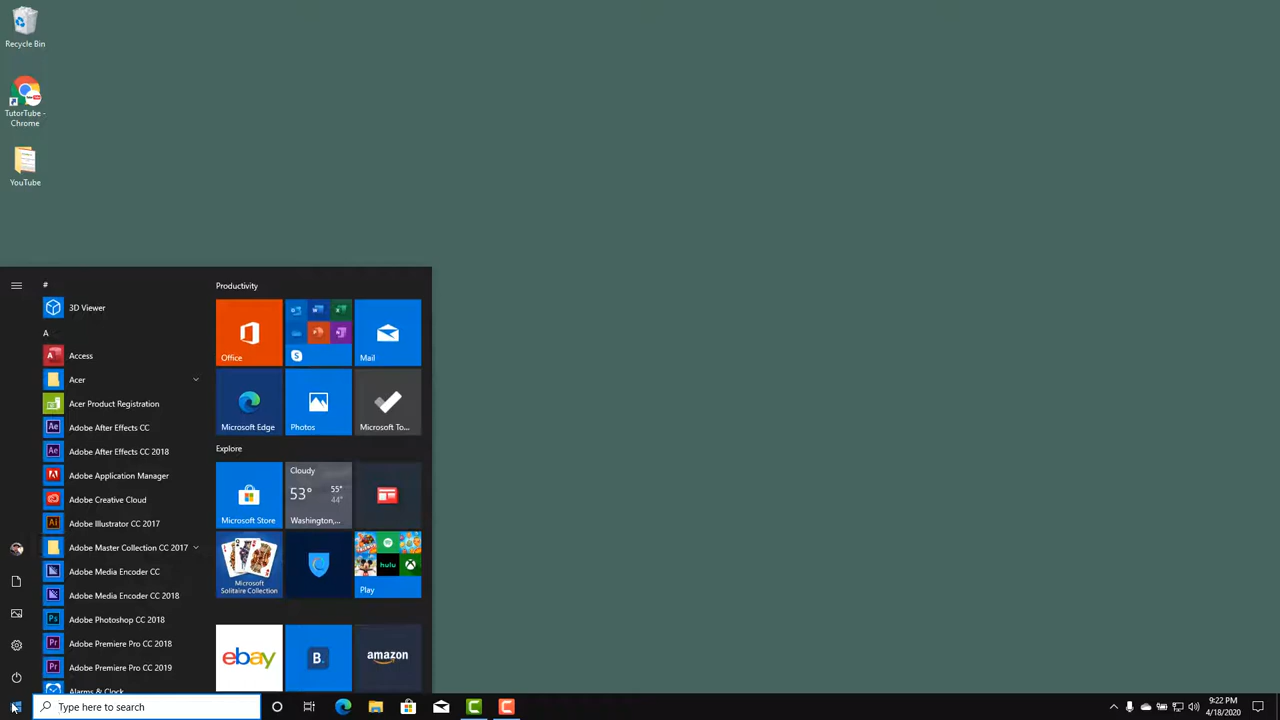 Recycle Bin
TutorTube -
Chrome
YouTube
#
3D Viewer
A
Access
Acer
Acer Product Registration
Adobe After Effects CC
Adobe After Effects CC 2018
Adobe Application Manager
Adobe Creative Cloud
Adobe Illustrator CC 2017
Adobe Master Collection CC 2017
Adobe Media Encoder CC
Adobe Media Encoder CC 2018
Adobe Photoshop CC 2018
Adobe Premiere Pro CC 2018
Adobe Premiere Pro CC 2019
Alarms & Clock
Productivity
Office
Mail
Microsoft Edge
Photos
Microsoft To...
Explore
Microsoft Store
Cloudy
53°
55°
44°
Washington,...
Microsoft
Solitaire Collection
hulu
Play
ebay
B.
amazon
Type here to search
9:22 PM
4/18/2020